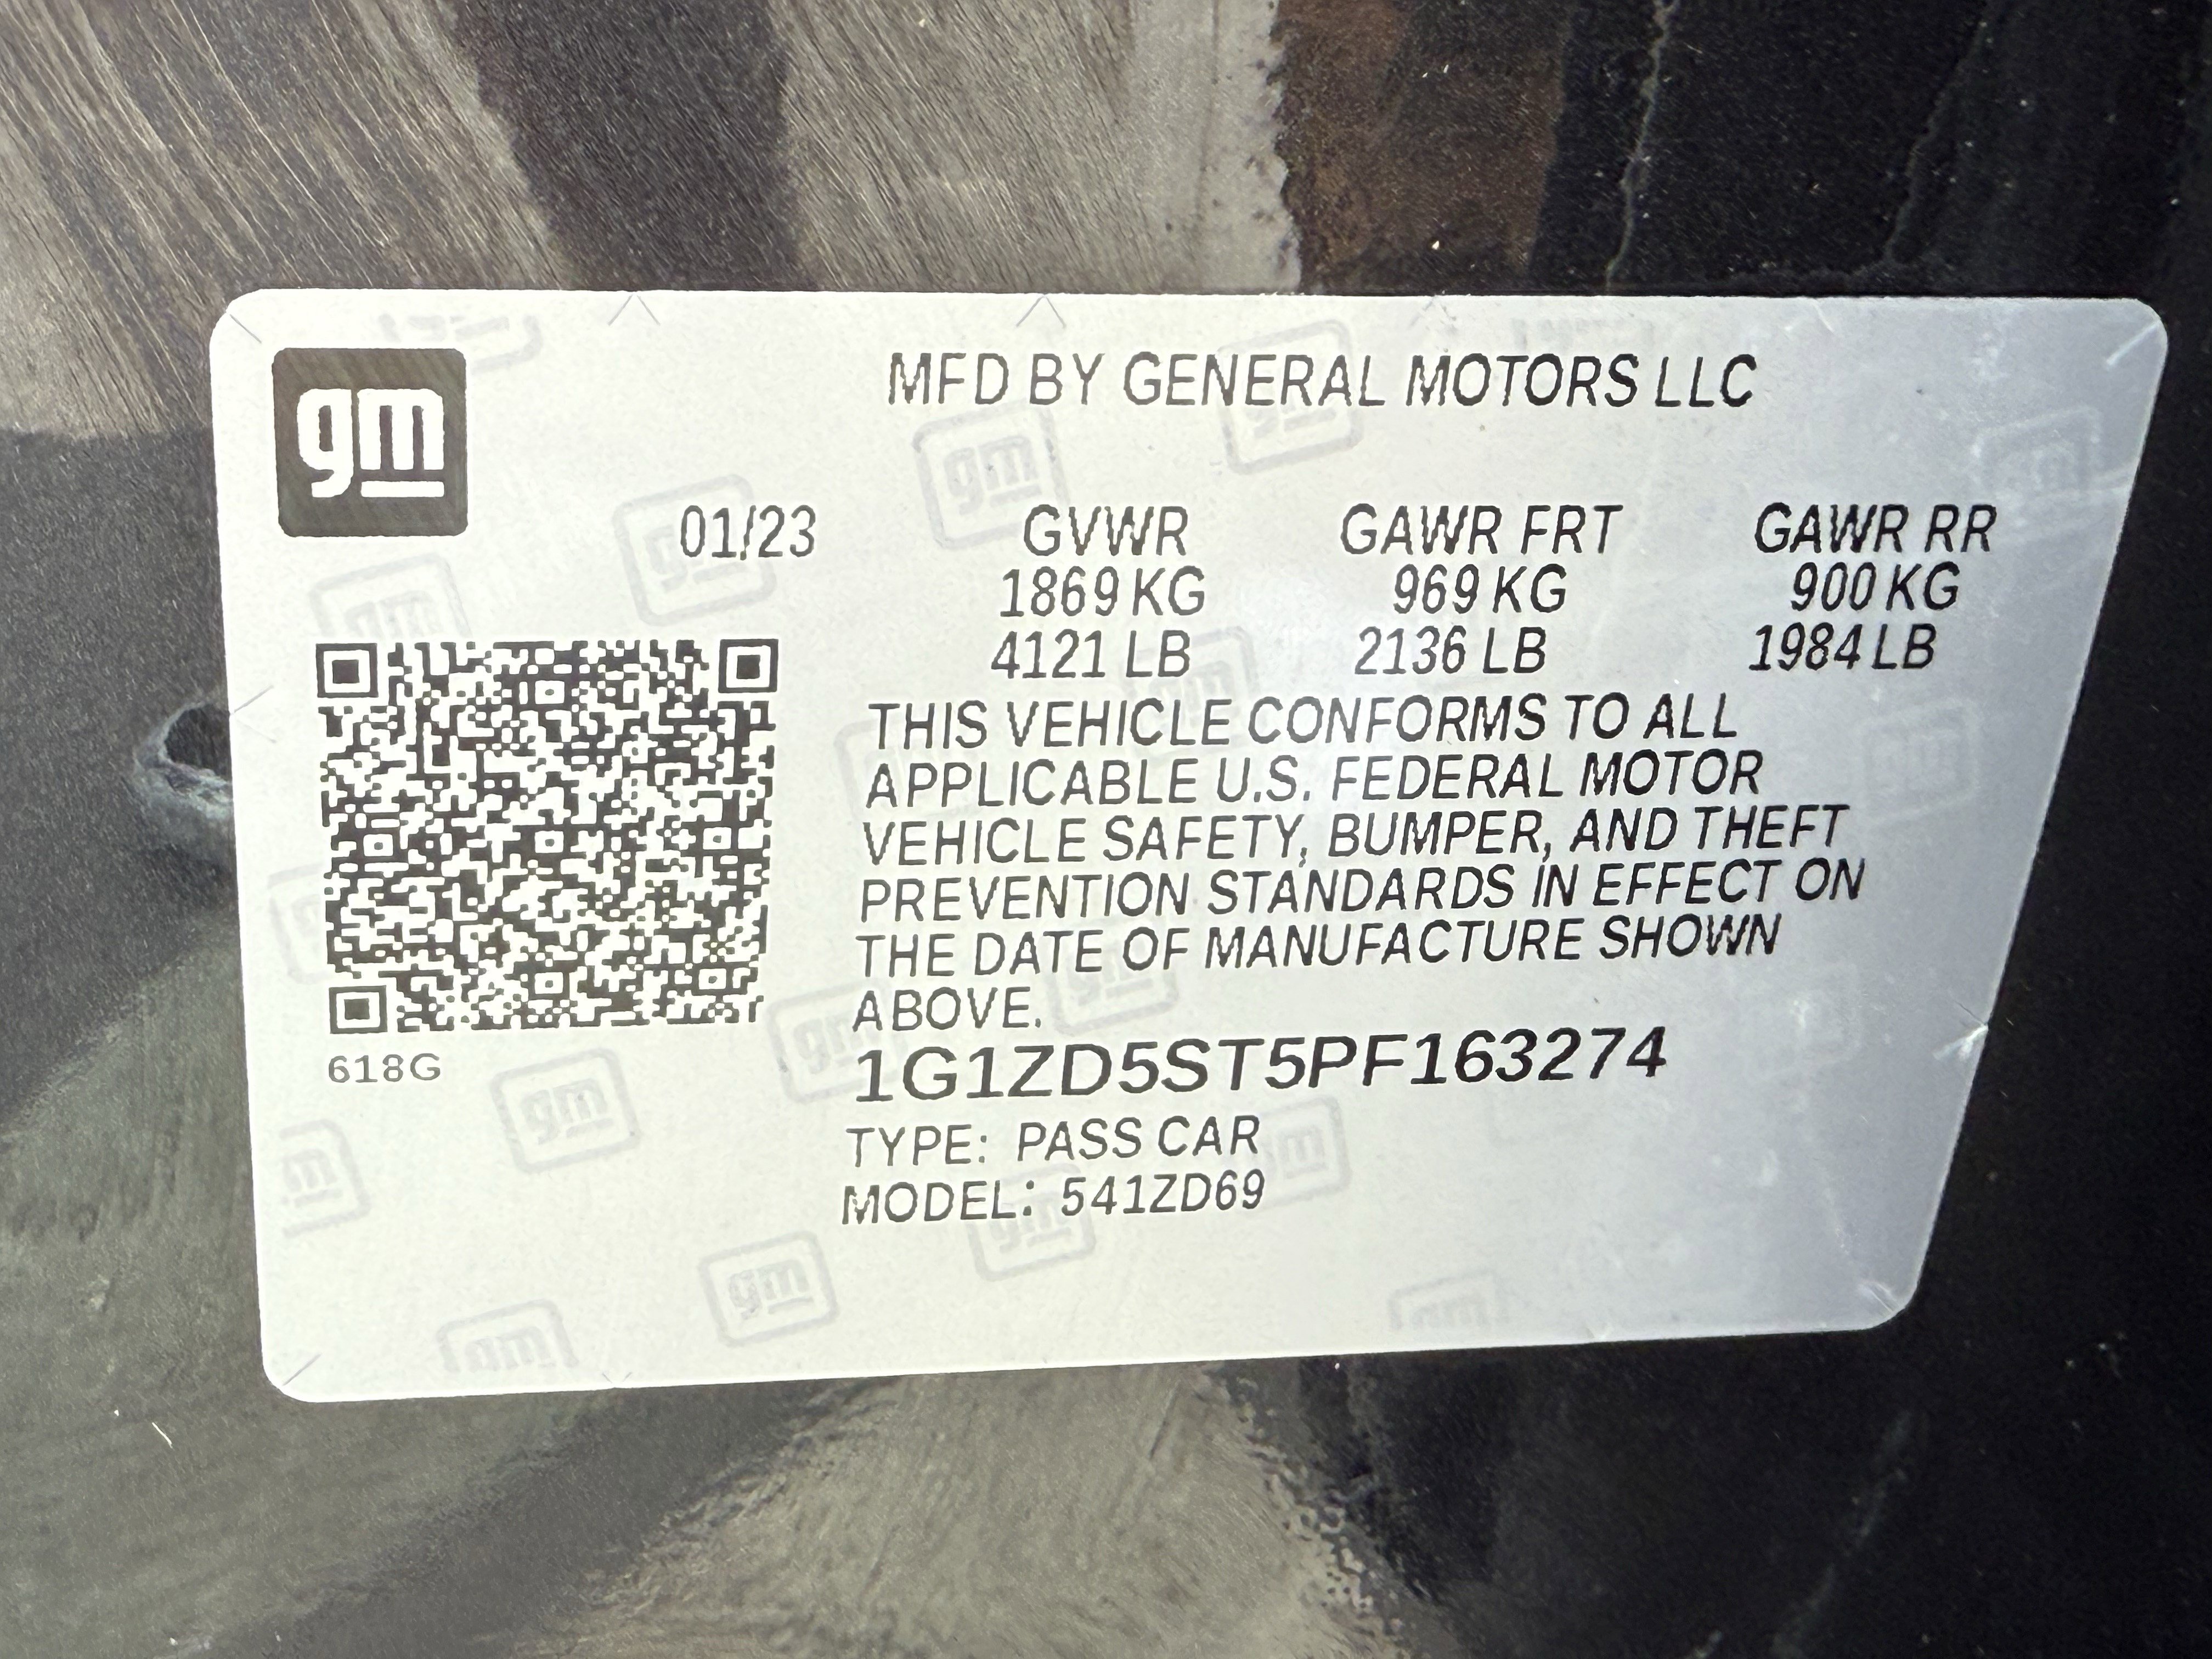 gm
MFD BY GENERAL MOTORS LLC
01/23 GVWR GAWR FRT GAWR RR
1869 KG 969 KG 900 KG
4121 LB 2136 LB 1984 LB
THIS VEHICLE CONFORMS TO ALL
APPLICABLE U.S. FEDERAL MOTOR
VEHICLE SAFETY, BUMPER, AND THEFT
PREVENTION STANDARDS IN EFFECT ON
THE DATE OF MANUFACTURE SHOWN
ABOVE.
618G
1G1ZD5ST5PF163274
TYPE: PASS CAR
MODEL: 541ZD69